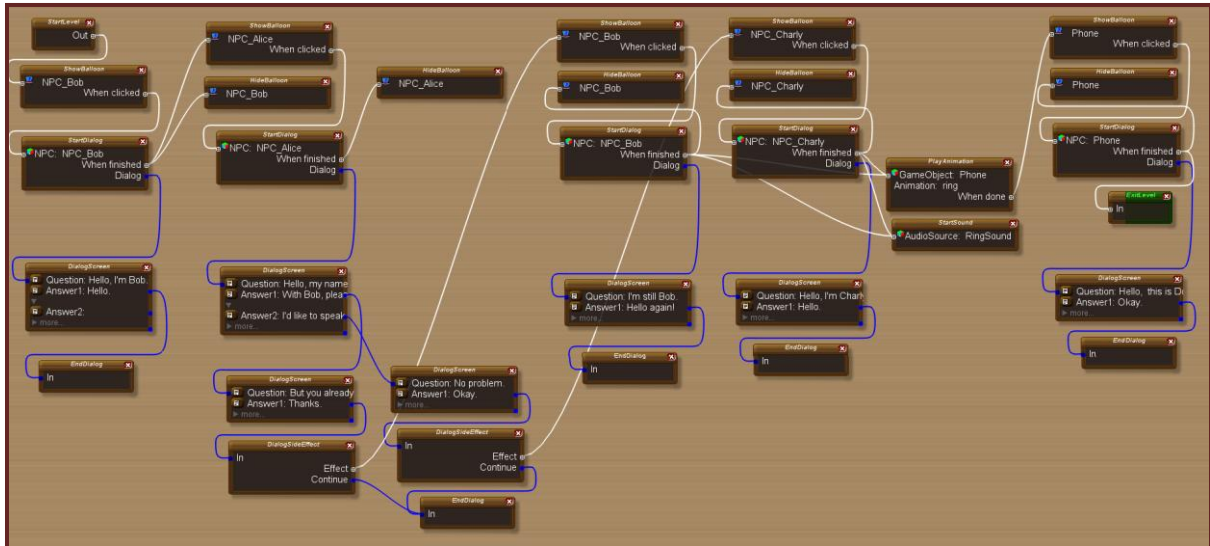 StartLevel
Out
ShowBalloon
NPC_Bob
When clicked
StartDialog
NPC: NPC_Bob
When finished
Dialog
DialogScreen
Question: Hello, I'm Bob.
Answer1: Hello.
Answer2:
more...
EndDialog
In
ShowBalloon
NPC_Alice
When clicked
HideBalloon
NPC_Bob
StartDialog
NPC: NPC_Alice
When finished
Dialog
DialogScreen
Question: Hello, my name
Answer1: With Bob, plea
Answer2: I'd like to speak
more...
DialogScreen
Question: But you already
Answer1: Thanks.
more...
DialogSideEffect
In
Effect
Continue
HideBalloon
NPC_Alice
DialogScreen
Question: No problem.
Answer1: Okay.
more...
DialogSideEffect
In
Effect
Continue
EndDialog
In
ShowBalloon
NPC_Bob
When clicked
HideBalloon
NPC_Bob
StartDialog
NPC: NPC_Bob
When finished
Dialog
DialogScreen
Question: I'm still Bob.
Answer1: Hello again!
more...
EndDialog
In
ShowBalloon
NPC_Charly
When clicked
HideBalloon
NPC_Charly
StartDialog
NPC: NPC_Charly
When finished
Dialog
DialogScreen
Question: Hello, I'm Charl
Answer1: Hello.
more...
EndDialog
In
PlayAnimation
GameObject: Phone
Animation: ring
When done
StartSound
AudioSource: RingSound
ShowBalloon
Phone
When clicked
HideBalloon
Phone
StartDialog
NPC: Phone
When finished
Dialog
ExitLevel
In
DialogScreen
Question: Hello, this is Do
Answer1: Okay.
more...
EndDialog
In